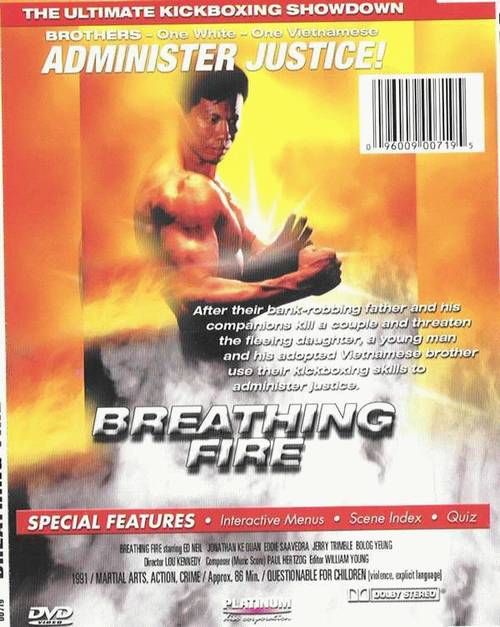 THE ULTIMATE KICKBOXING SHOWDOWN
BROTHERS - One White - One Vietnamese
ADMINISTER JUSTICE!
0 96009 00719 5
After their bank-robbing father and his
companions kill a couple and threaten
the fleeing daughter, a young man
and his adopted Vietnamese brother
use their kickboxing skills to
administer justice.
BREATHING
FIRE
SPECIAL FEATURES • Interactive Menus • Scene Index • Quiz
BREATHING FIRE starring ED NEIL JONATHAN KE QUAN EDDIE SAAVEDRA JERRY TRIMBLE BOLOG YEUNG
Director LOU KENNEDY Composer (Music Score) PAUL HERTZOG Editor WILLIAM YOUNG
1991 / MARTIAL ARTS, ACTION, CRIME / Approx. 86 Min. / QUESTIONABLE FOR CHILDREN [violence, explicit language]
DOLBY STEREO
DVD
VIDEO
PLATINUM
disc corporation
00719